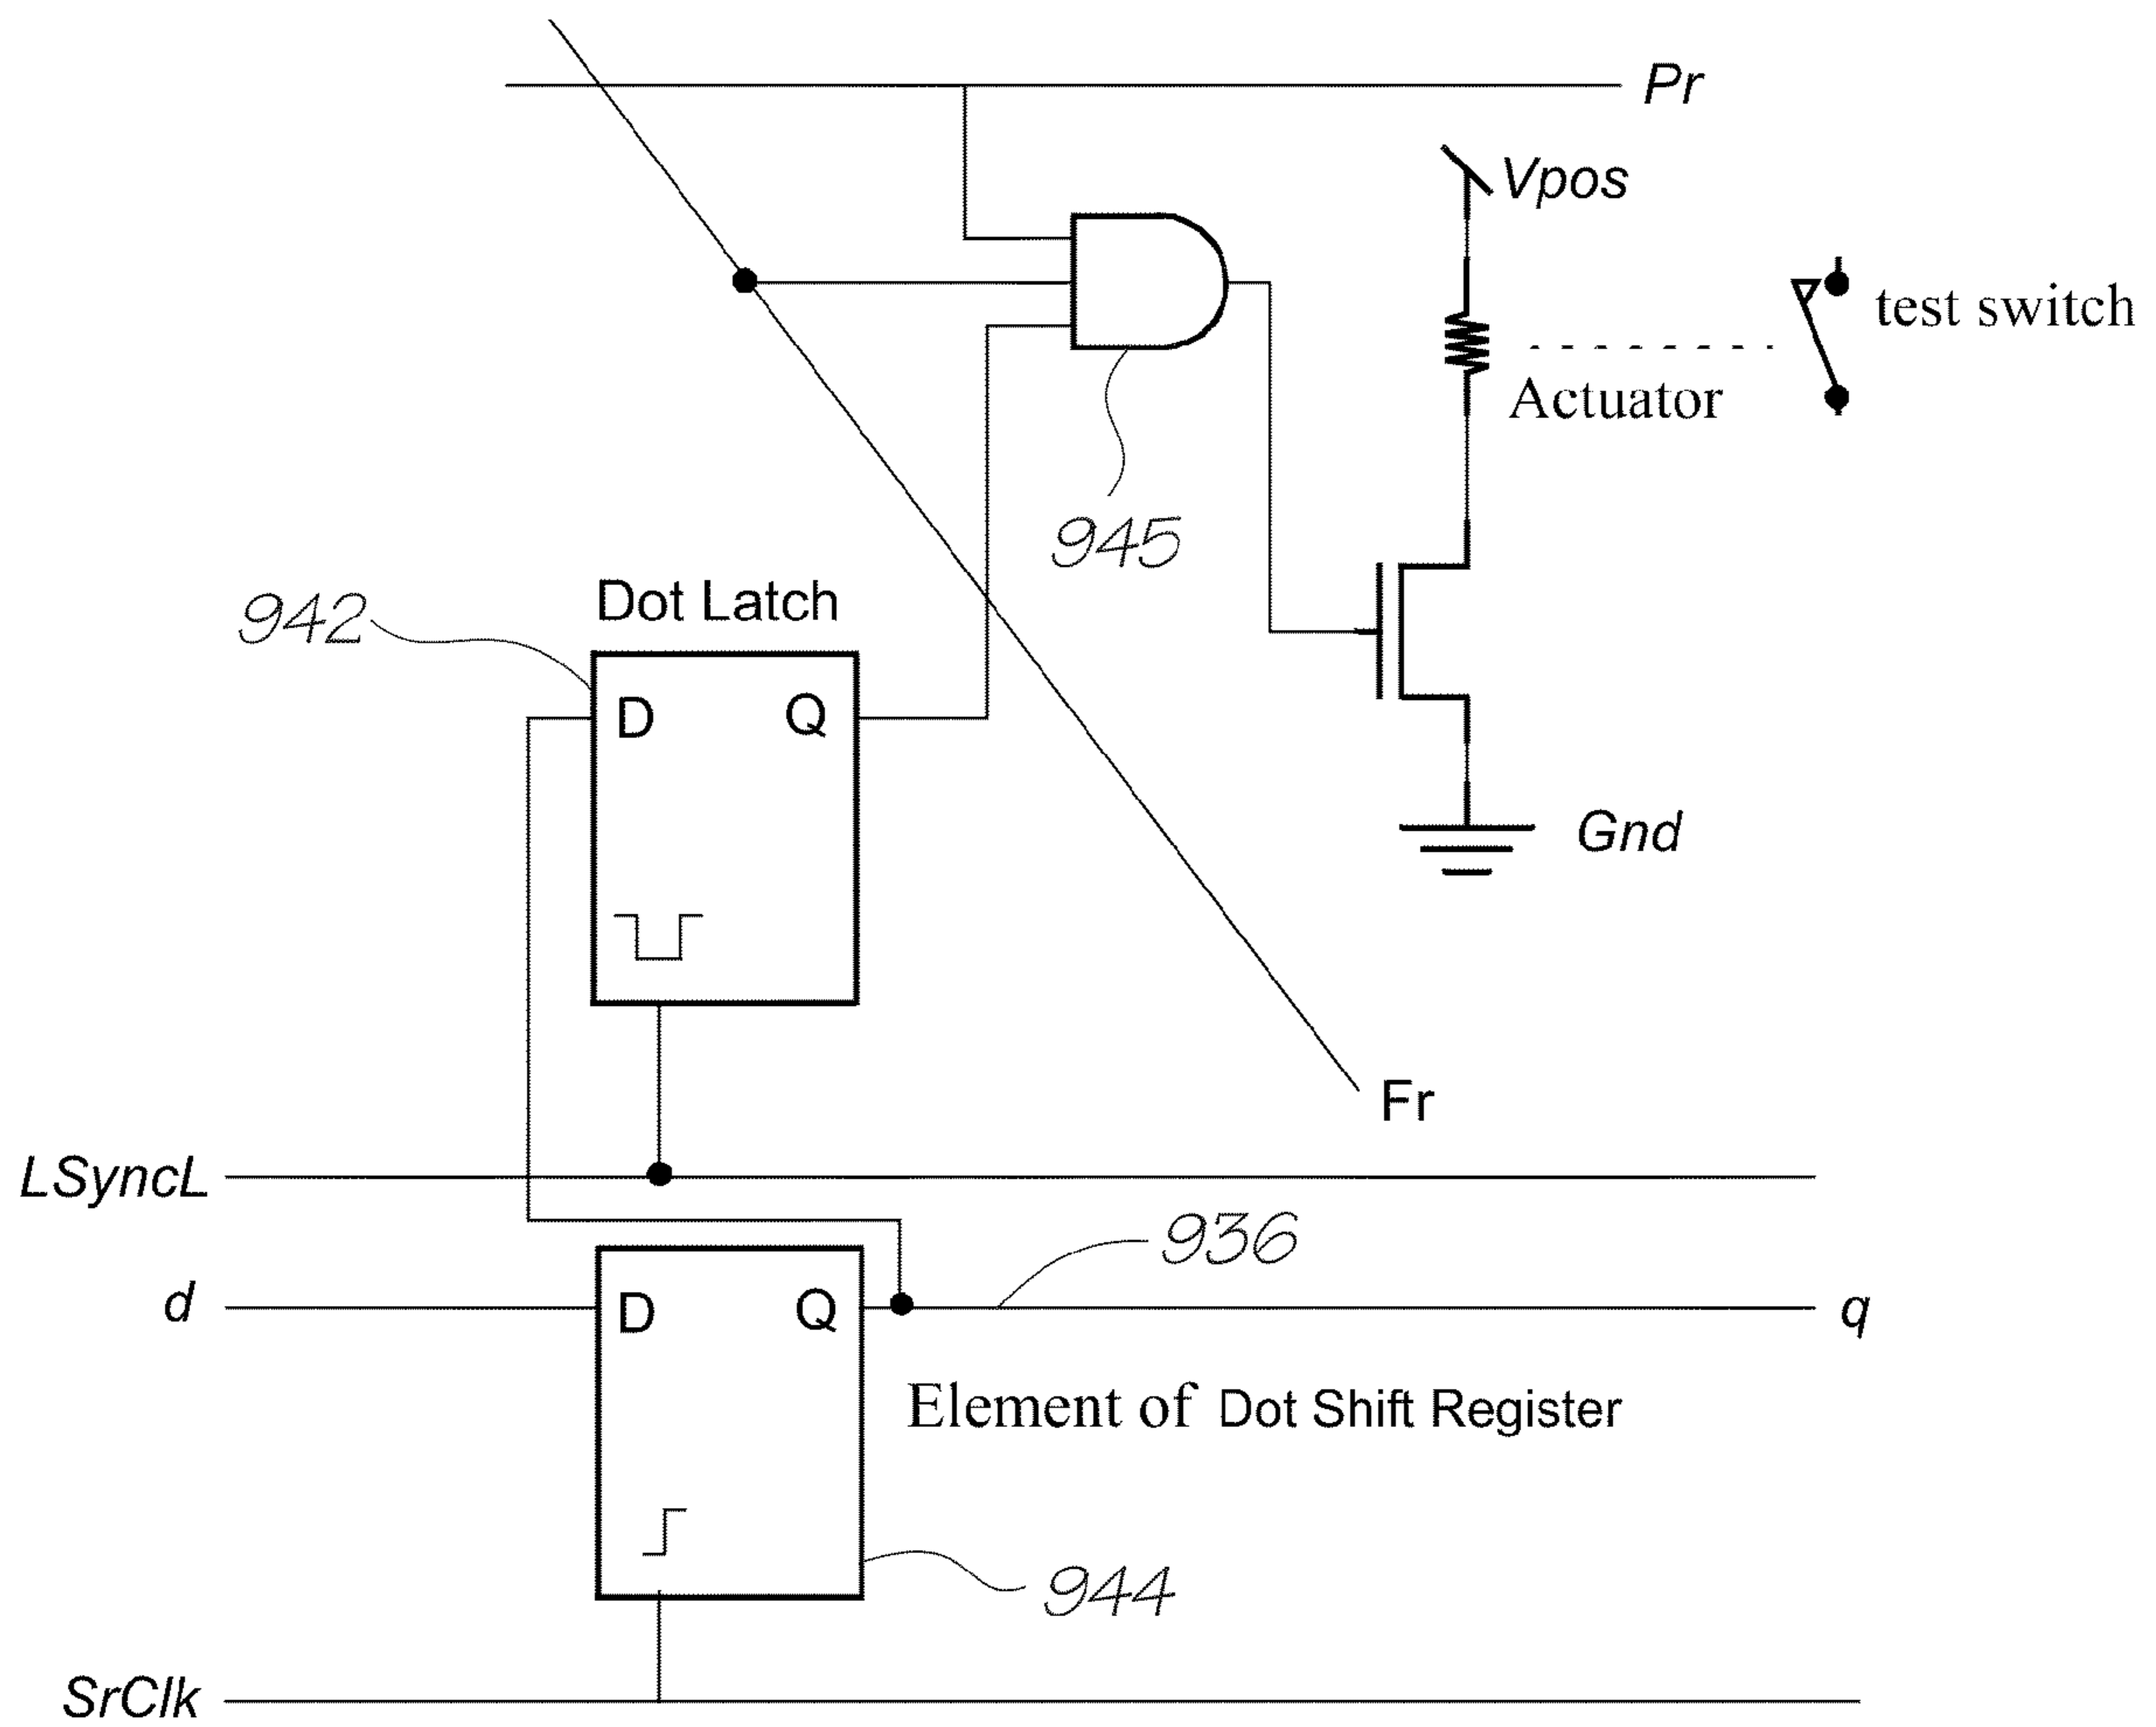 Pr
Vpos
test switch
Actuator
945
942
Dot Latch
D Q
Gnd
Fr
LSyncL
936
d
D Q
q
Element of Dot Shift Register
944
SrClk